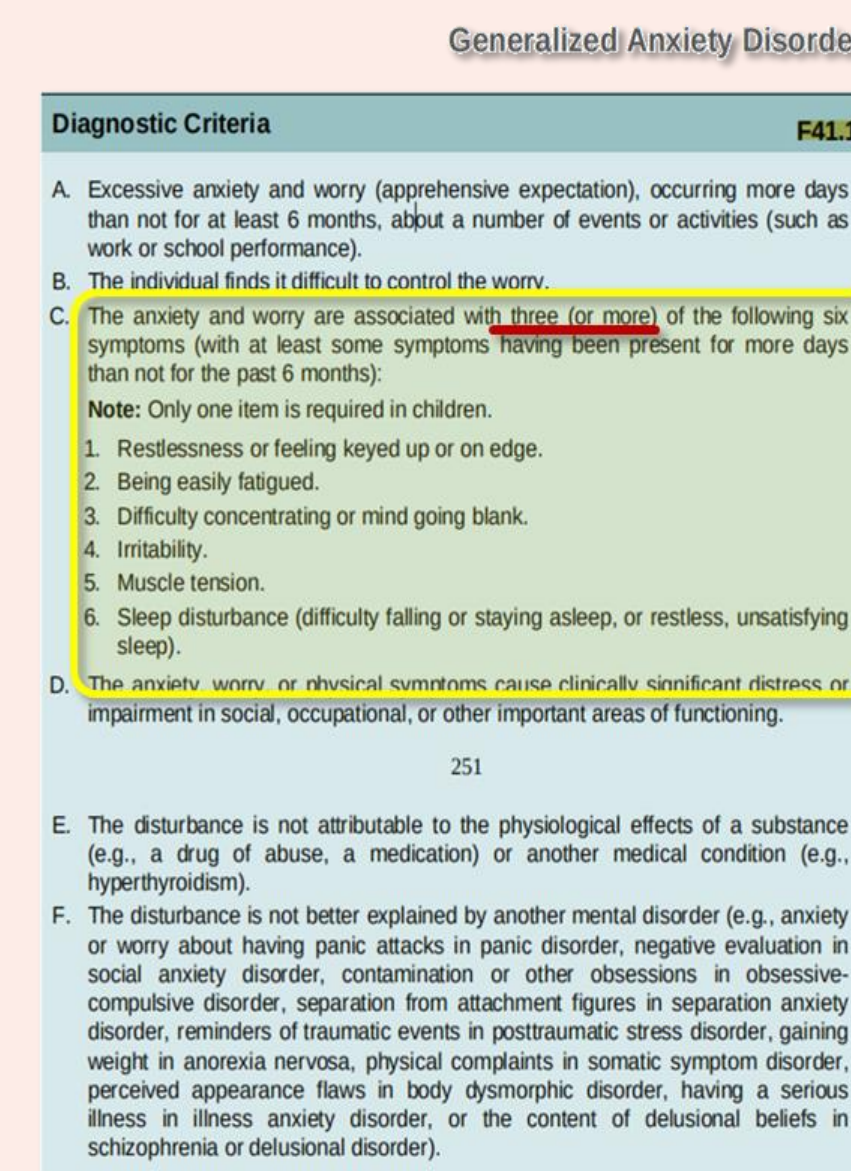 Generalized Anxiety Disorde
Diagnostic Criteria
F41.1
A. Excessive anxiety and worry (apprehensive expectation), occurring more days
than not for at least 6 months, about a number of events or activities (such as
work or school performance).
B. The individual finds it difficult to control the worry.
C. The anxiety and worry are associated with three (or more) of the following six
symptoms (with at least some symptoms having been present for more days
than not for the past 6 months):
Note: Only one item is required in children.
1. Restlessness or feeling keyed up or on edge.
2. Being easily fatigued.
3. Difficulty concentrating or mind going blank.
4. Irritability.
5. Muscle tension.
6. Sleep disturbance (difficulty falling or staying asleep, or restless, unsatisfying
sleep).
D. The anxiety, worry, or physical symptoms cause clinically significant distress or
impairment in social, occupational, or other important areas of functioning.
251
E. The disturbance is not attributable to the physiological effects of a substance
(e.g., a drug of abuse, a medication) or another medical condition (e.g.,
hyperthyroidism).
F. The disturbance is not better explained by another mental disorder (e.g., anxiety
or worry about having panic attacks in panic disorder, negative evaluation in
social anxiety disorder, contamination or other obsessions in obsessive-
compulsive disorder, separation from attachment figures in separation anxiety
disorder, reminders of traumatic events in posttraumatic stress disorder, gaining
weight in anorexia nervosa, physical complaints in somatic symptom disorder,
perceived appearance flaws in body dysmorphic disorder, having a serious
illness in illness anxiety disorder, or the content of delusional beliefs in
schizophrenia or delusional disorder).